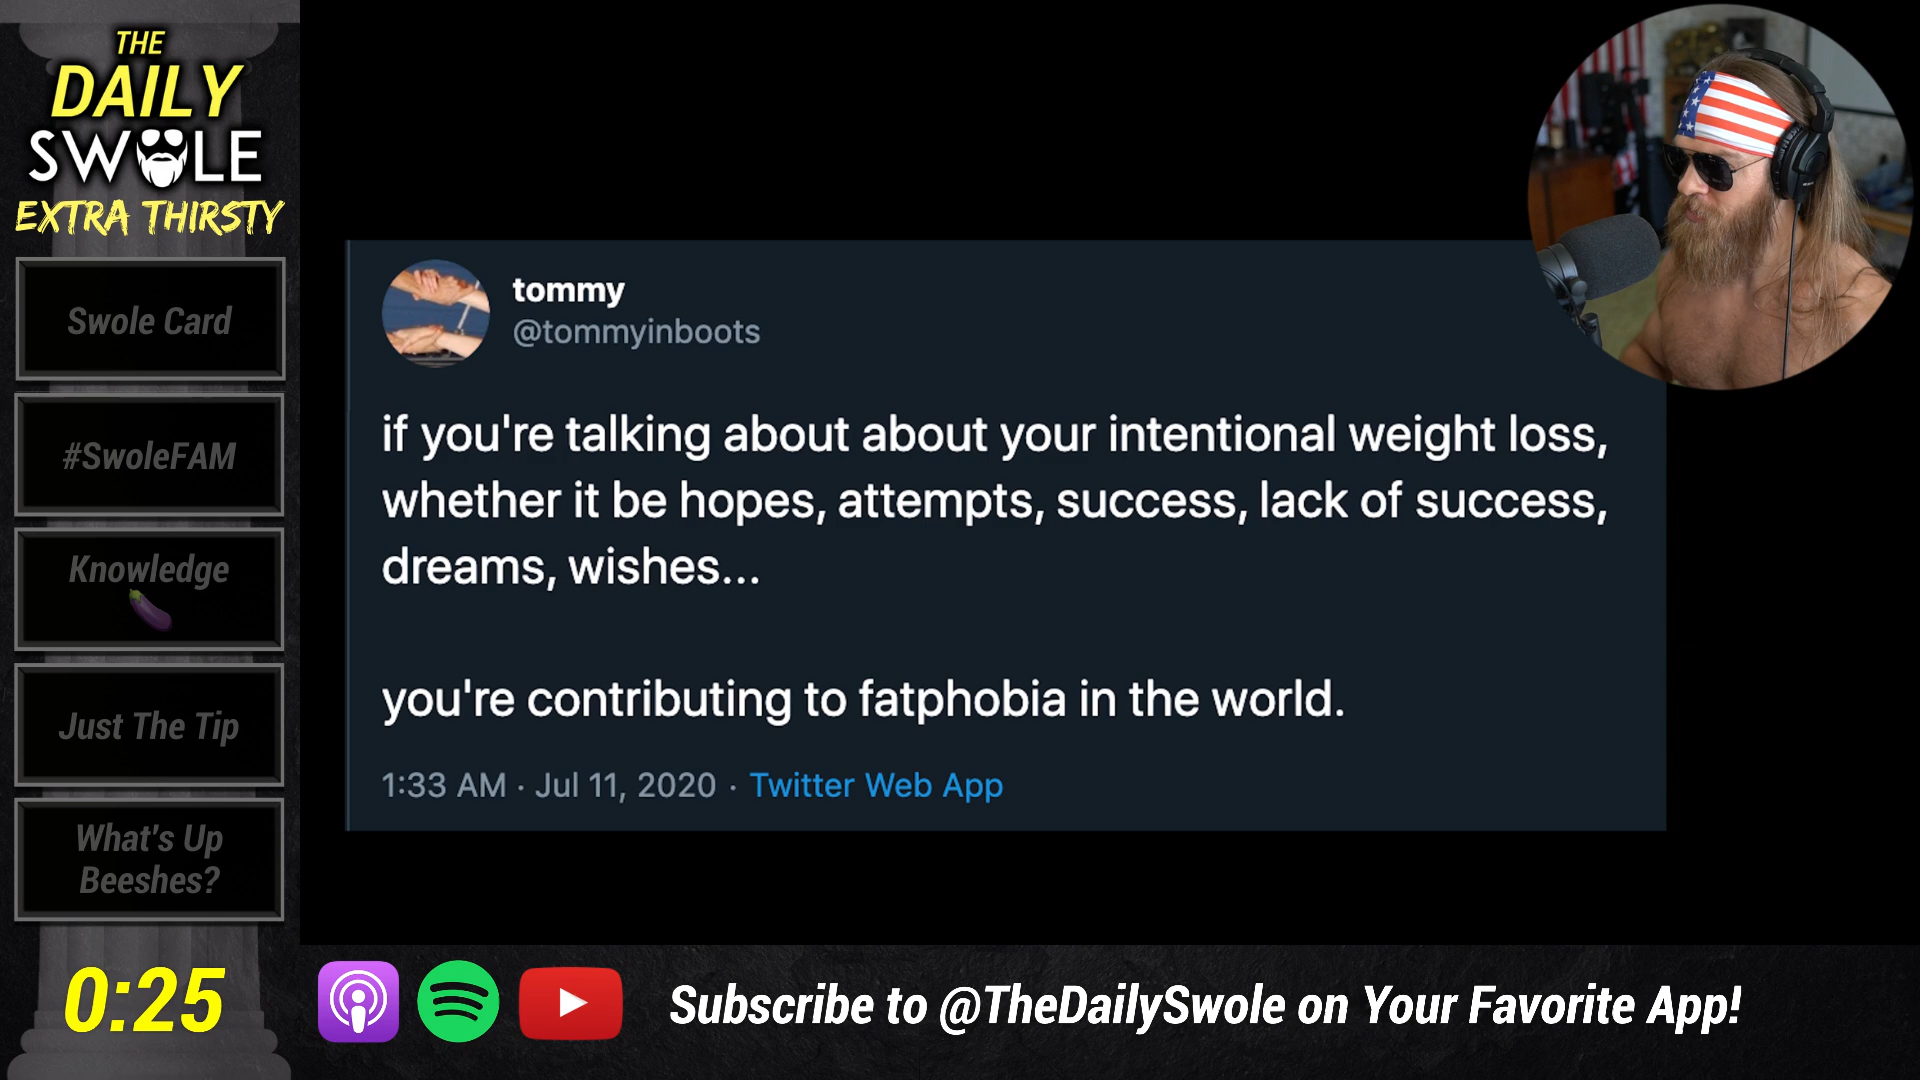 THE
DAILY
SWOLE
EXTRA THIRSTY
Swole Card
#SwoleFAM
Knowledge
Just The Tip
What's Up
Beeshes?
0:25
tommy
@tommyinboots
if you're talking about about your intentional weight loss,
whether it be hopes, attempts, success, lack of success,
dreams, wishes...
you're contributing to fatphobia in the world.
1:33 AM · Jul 11, 2020 · Twitter Web App
Subscribe to @TheDailySwole on Your Favorite App!